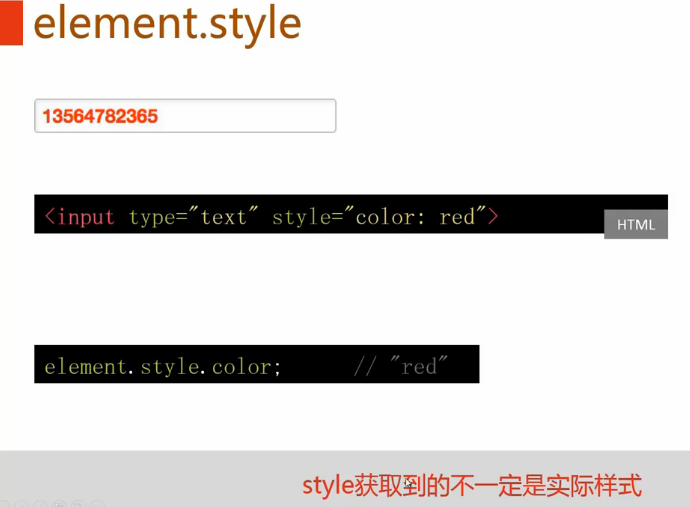 element.style
13564782365
<input type="text" style="color: red">
HTML
element.style.color; // "red"
style获取到的不一定是实际样式